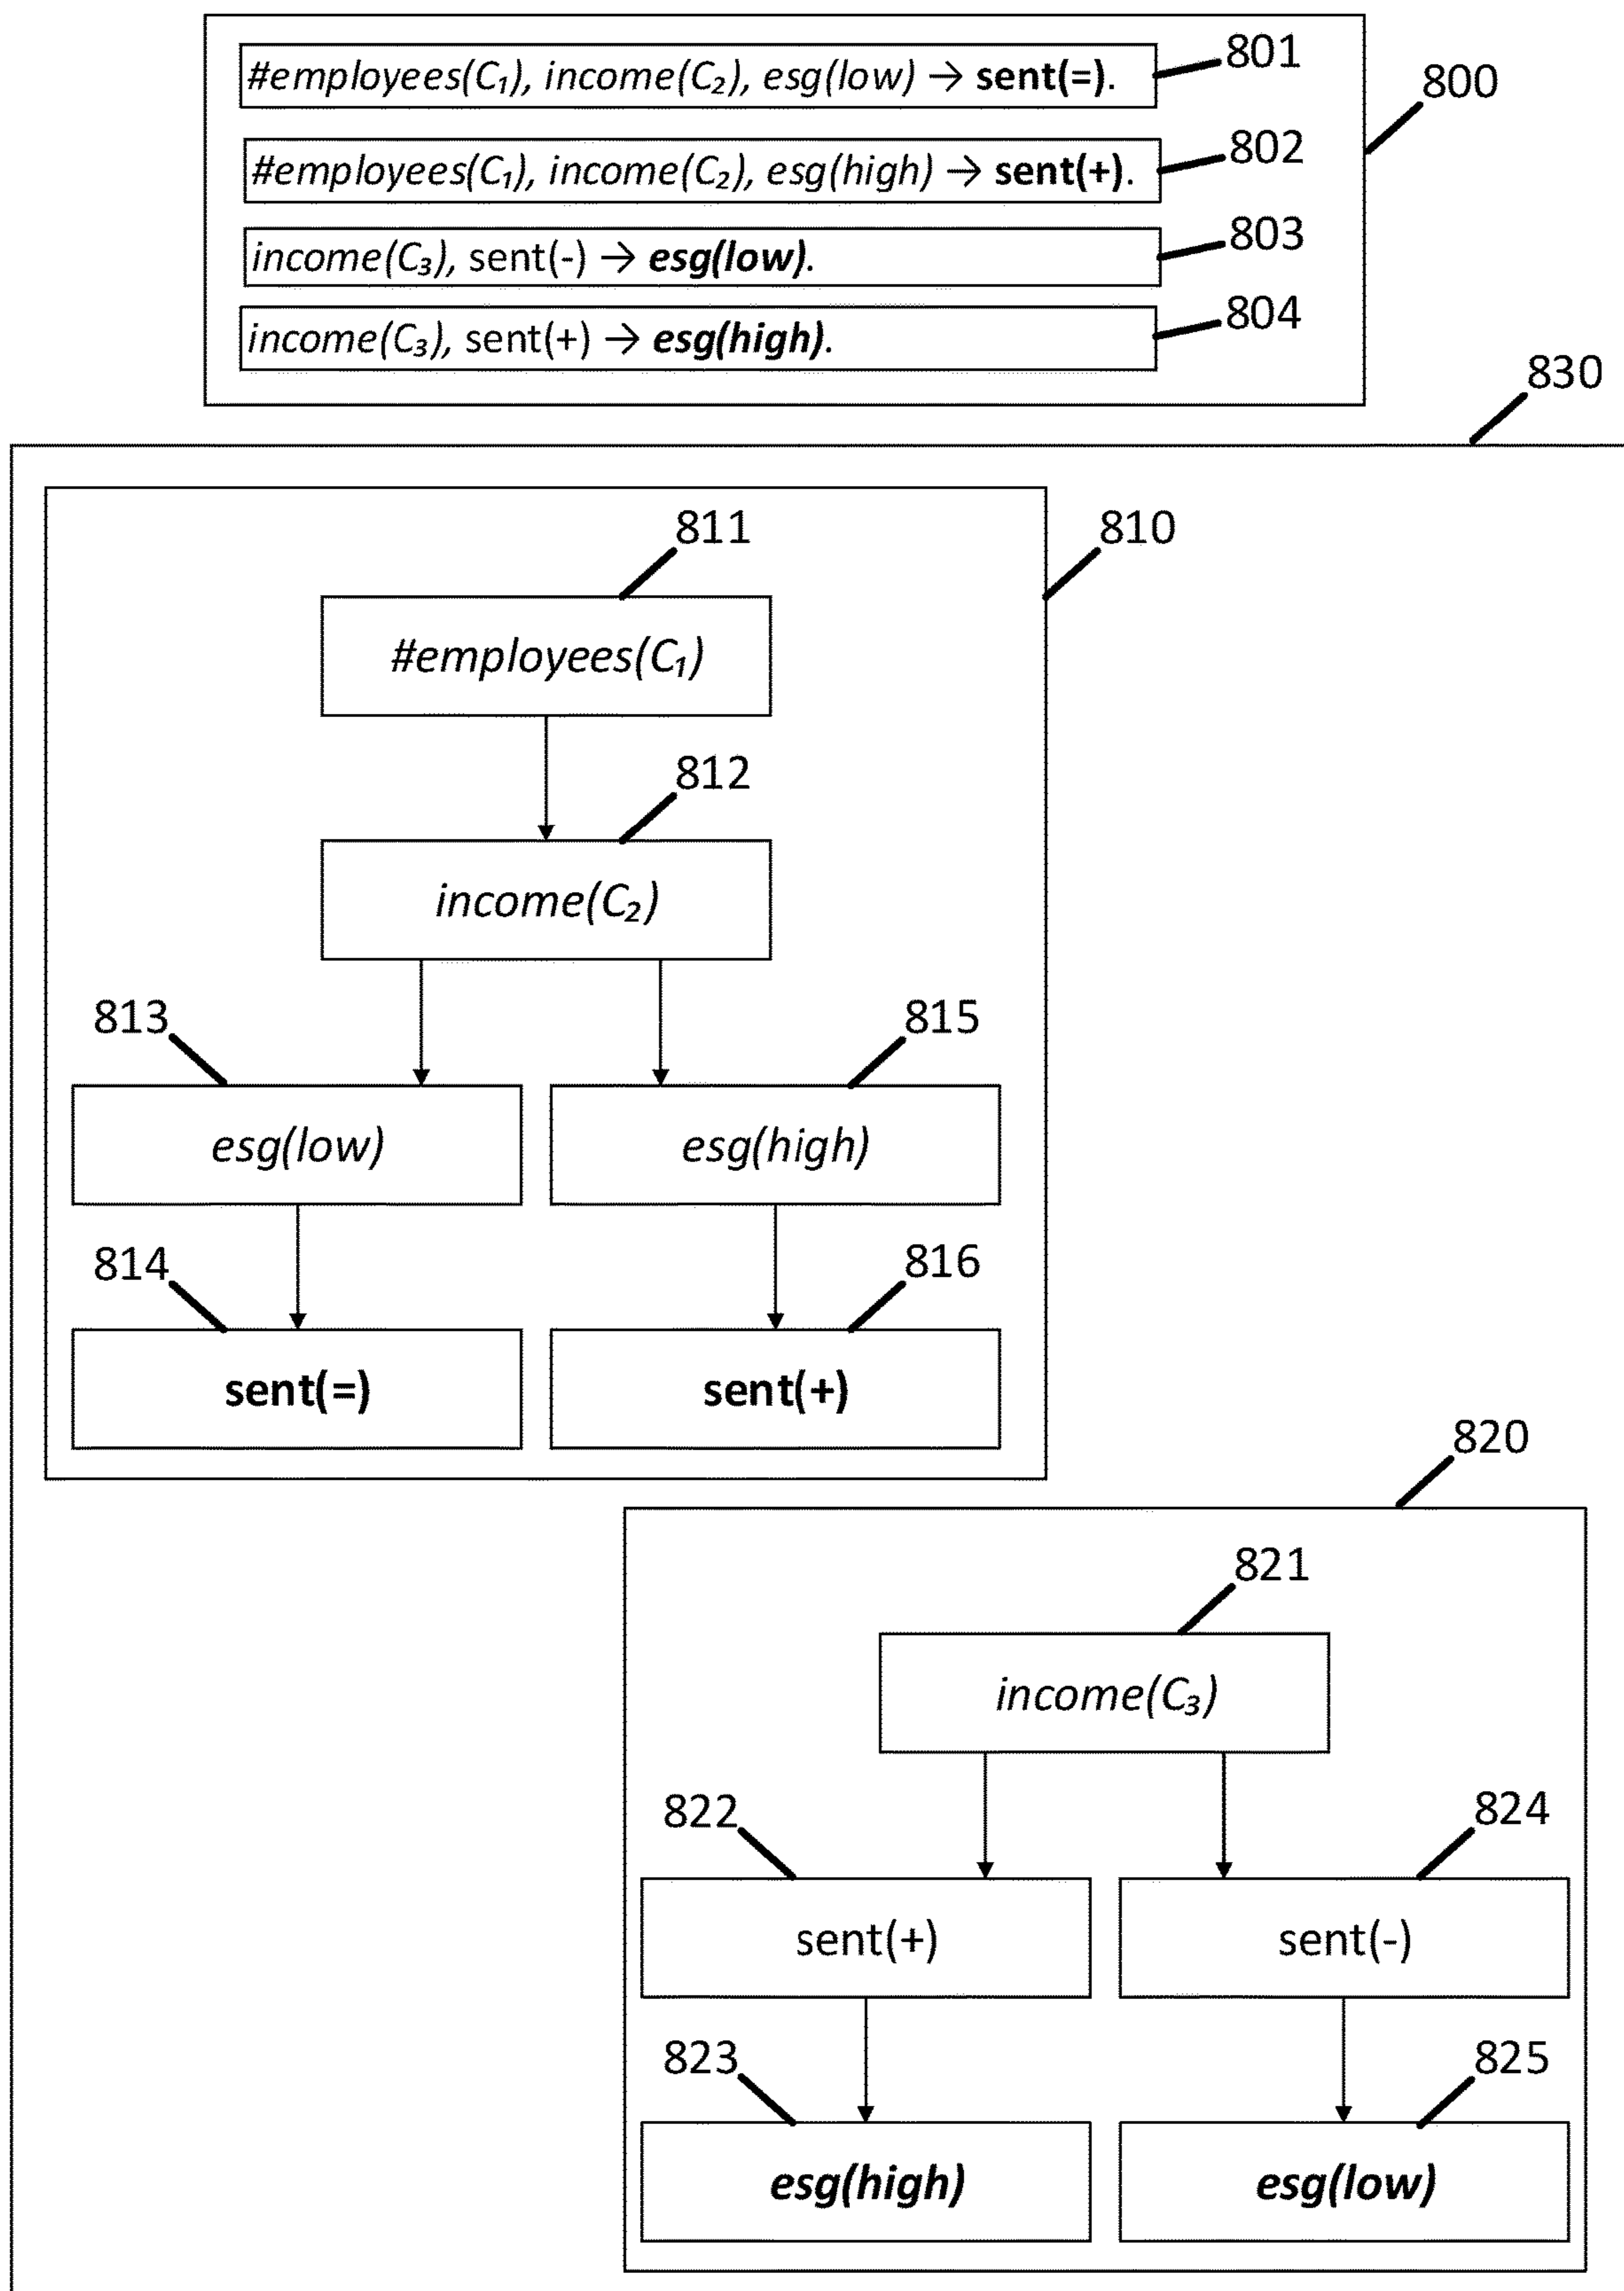 #employees(C₁), income(C₂), esg(low) → sent(=). 801
800
#employees(C₁), income(C₂), esg(high) → sent(+). 802
income(C₃), sent(-) → esg(low). 803
income(C₃), sent(+) → esg(high). 804
830
811 810
#employees(C₁)
812
income(C₂)
813 815
esg(low) esg(high)
814 816
sent(=) sent(+)
820
821
income(C₃)
822 824
sent(+) sent(-)
823 825
esg(high) esg(low)